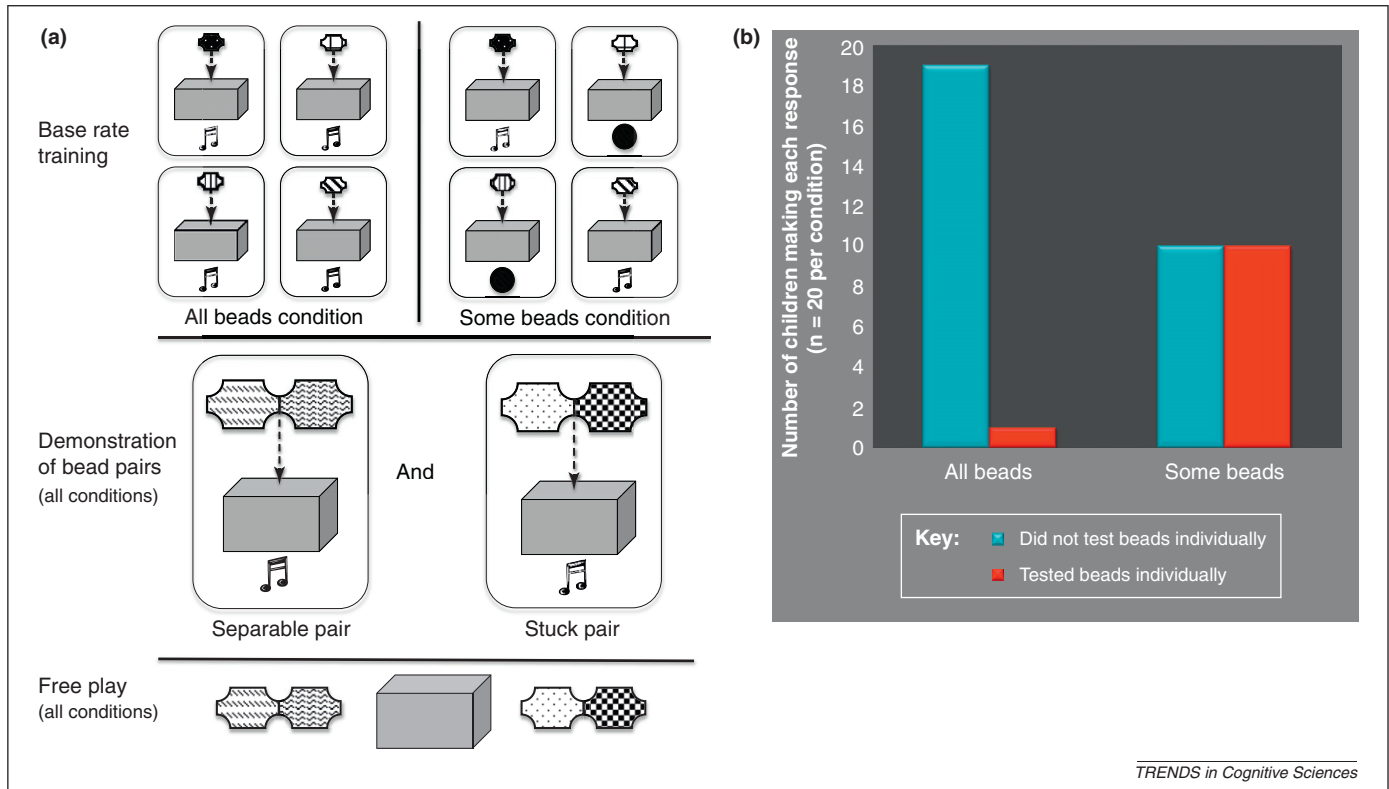 (a)
Base rate
training
All beads condition
Some beads condition
Demonstration
of bead pairs
(all conditions)
And
Separable pair
Stuck pair
Free play
(all conditions)
(b)
Number of children making each response
(n = 20 per condition)
20
18
16
14
12
10
8
6
4
2
0
All beads
Some beads
Key:
Did not test beads individually
Tested beads individually
TRENDS in Cognitive Sciences